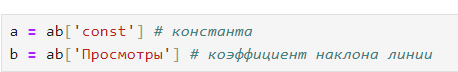 a = ab['const'] # константа
b = ab['Просмотры'] # коэффициент наклона линии